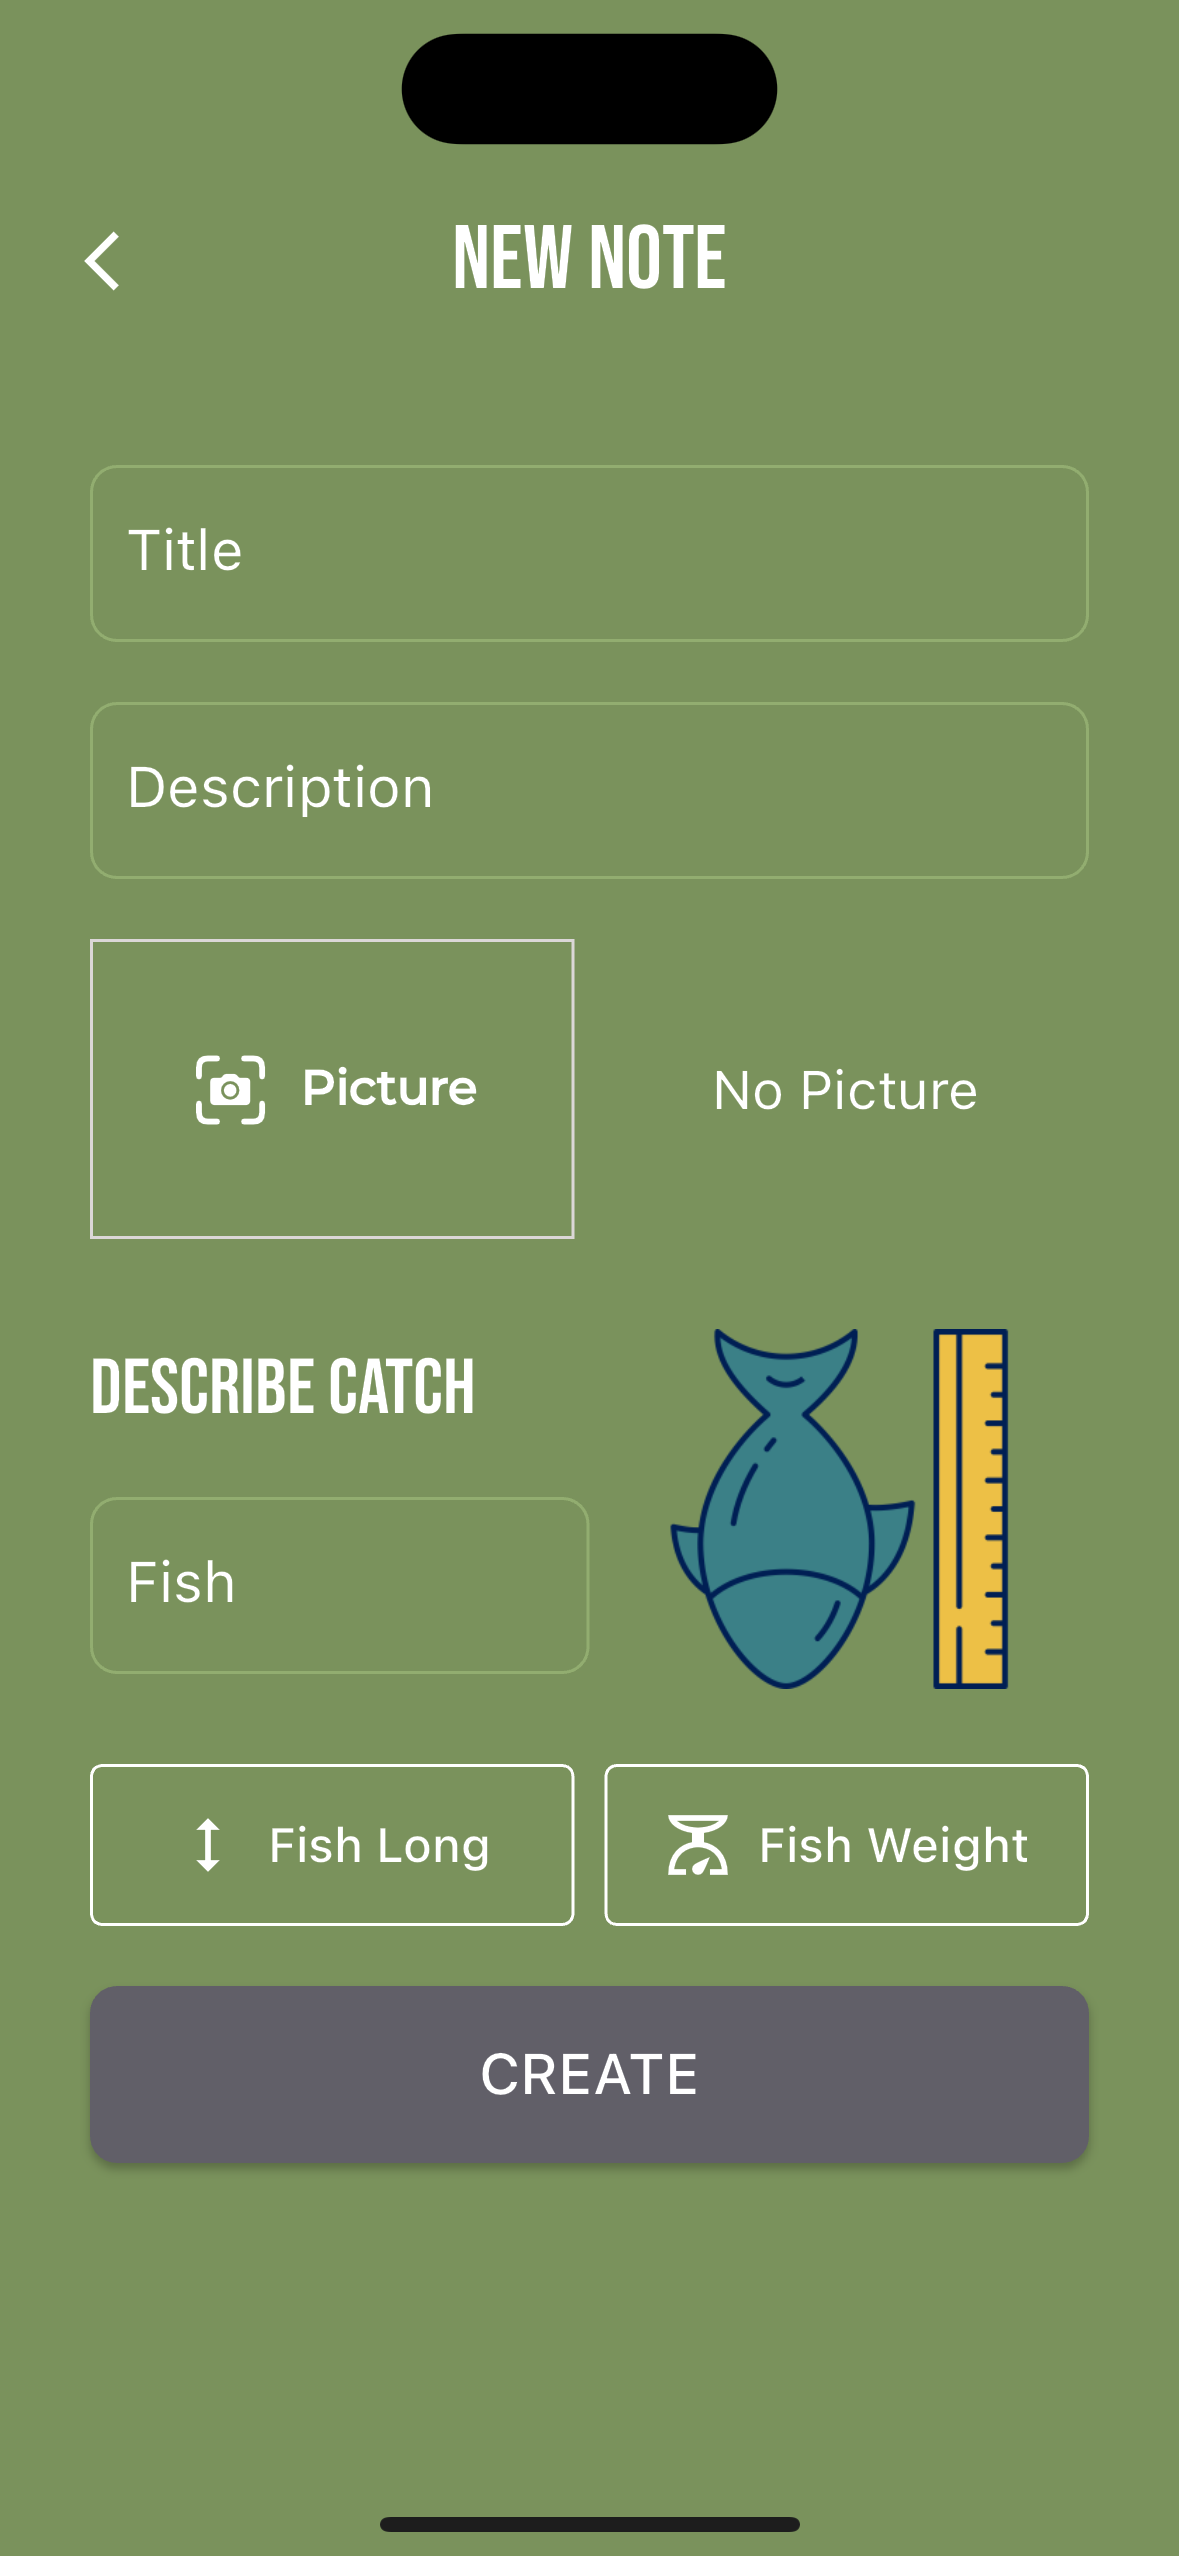 NEW NOTE
Title
Description
Picture
No Picture
DESCRIBE CATCH
Fish
Fish Long
Fish Weight
CREATE